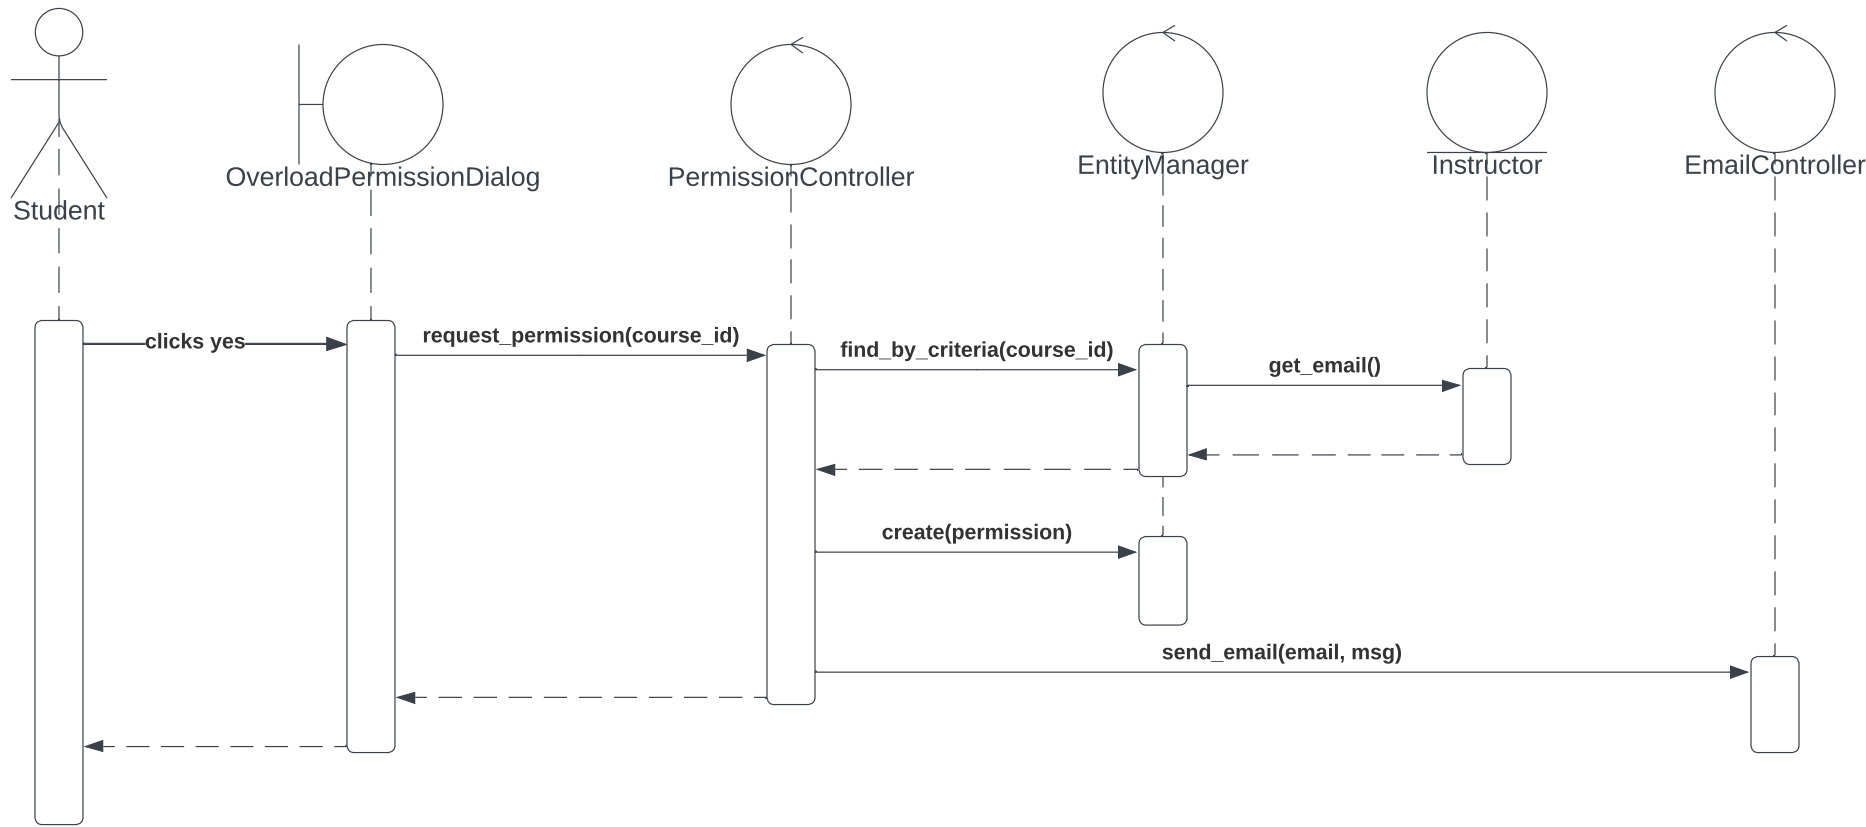 Student
OverloadPermissionDialog
PermissionController
EntityManager
Instructor
EmailController
clicks yes
request_permission(course_id)
find_by_criteria(course_id)
get_email()
create(permission)
send_email(email, msg)